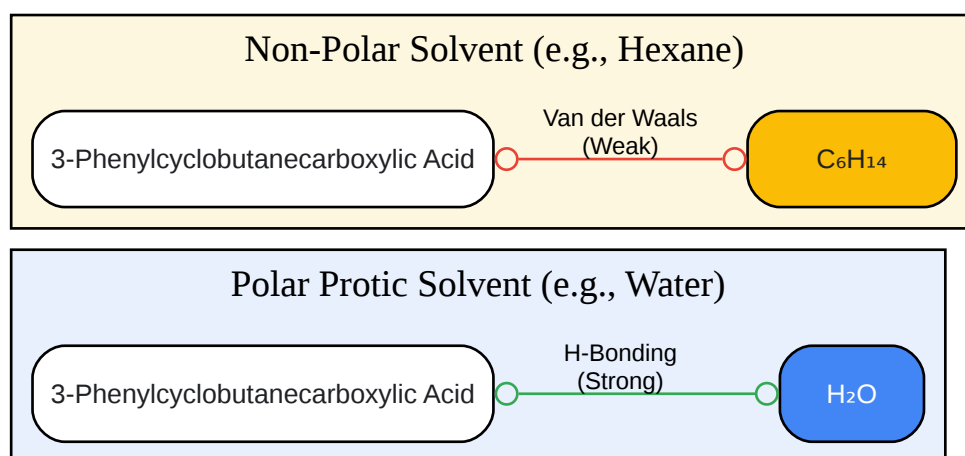 Non-Polar Solvent (e.g., Hexane)
Van der Waals
(Weak)
3-Phenylcyclobutanecarboxylic Acid
C₆H₁₄
Polar Protic Solvent (e.g., Water)
H-Bonding
(Strong)
3-Phenylcyclobutanecarboxylic Acid
H₂O